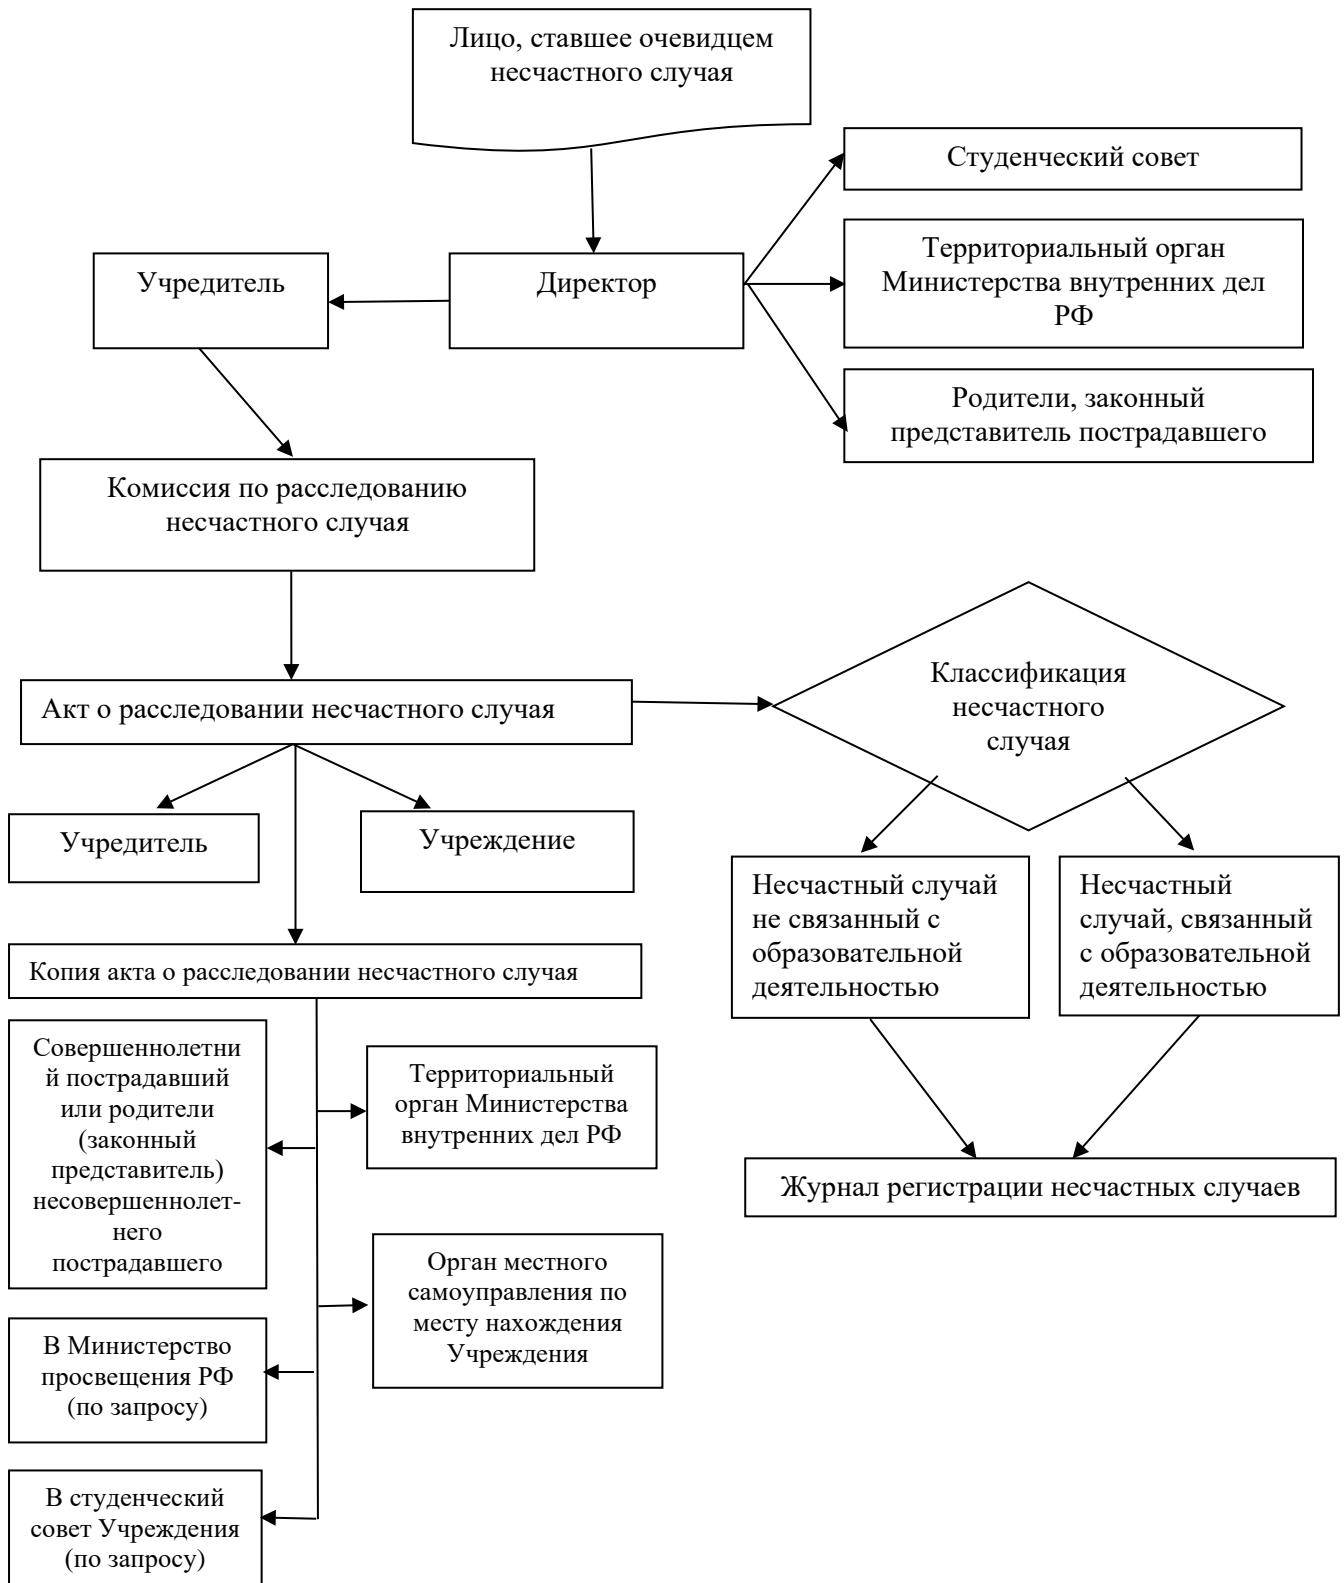 Лицо, ставшее очевидцем
несчастного случая
Студенческий совет
Территориальный орган
Министерства внутренних дел
РФ
Учредитель
Директор
Родители, законный
представитель пострадавшего
Комиссия по расследованию
несчастного случая
Классификация
несчастного
случая
Акт о расследовании несчастного случая
Учредитель
Учреждение
Несчастный случай
не связанный с
образовательной
деятельностью
Несчастный
случай, связанный
с образовательной
деятельностью
Копия акта о расследовании несчастного случая
Совершеннолетни
й пострадавший
или родители
(законный
представитель)
несовершеннолет-
него
пострадавшего
Территориальный
орган Министерства
внутренних дел РФ
Журнал регистрации несчастных случаев
Орган местного
самоуправления по
месту нахождения
Учреждения
В Министерство
просвещения РФ
(по запросу)
В студенческий
совет Учреждения
(по запросу)